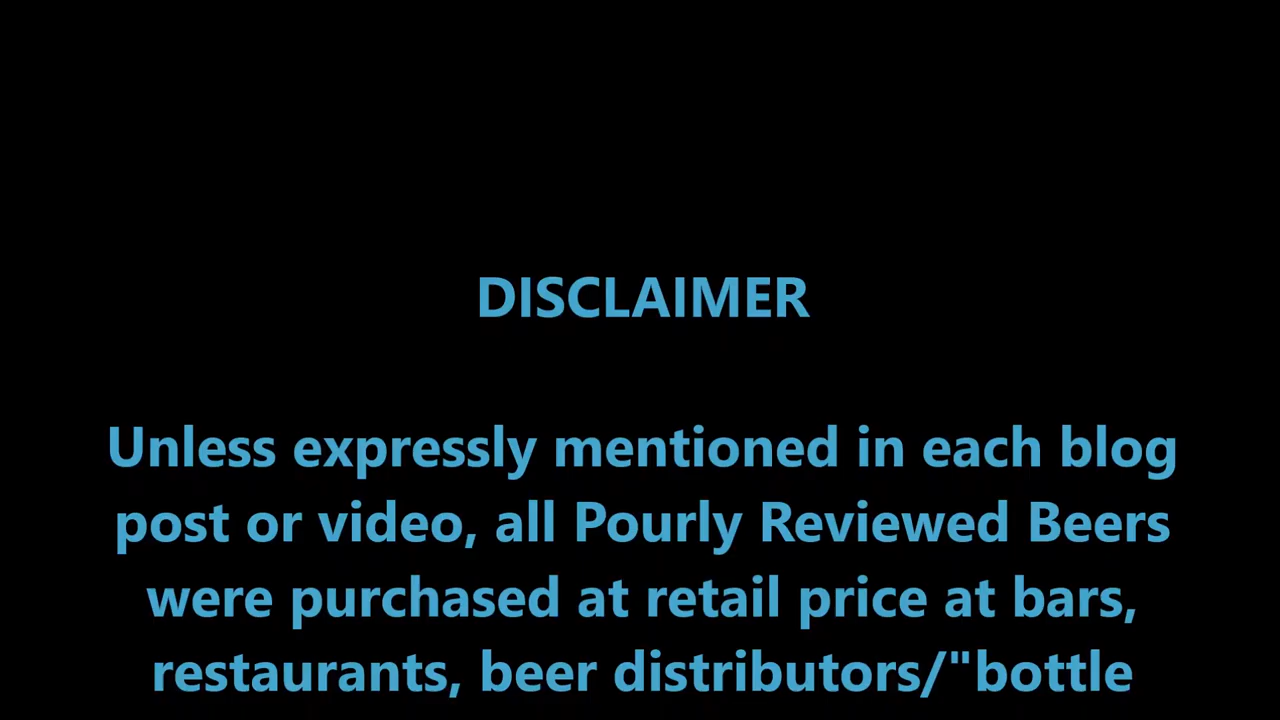 DISCLAIMER
Unless expressly mentioned in each blog
post or video, all Pourly Reviewed Beers
were purchased at retail price at bars,
restaurants, beer distributors/"bottle